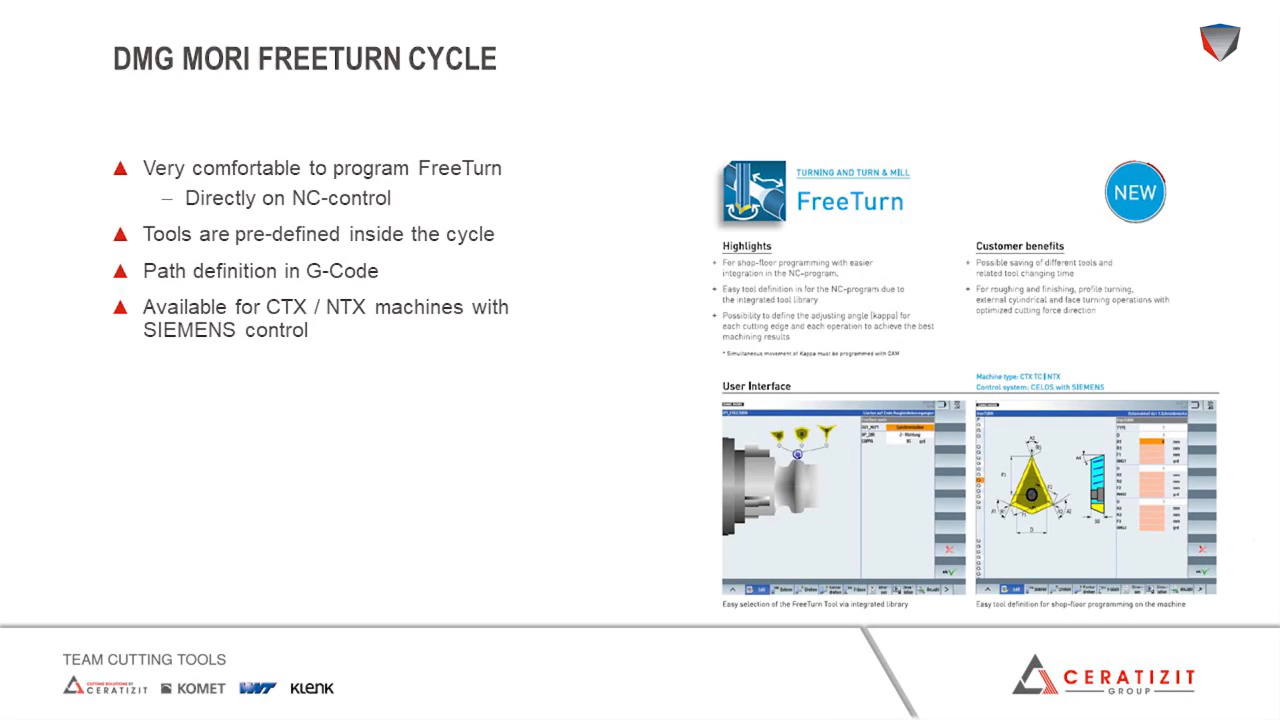 DMG MORI FREETURN CYCLE
Very comfortable to program FreeTurn
– Directly on NC-control
Tools are pre-defined inside the cycle
Path definition in G-Code
Available for CTX / NTX machines with
SIEMENS control
TURNING AND TURN & MILL
FreeTurn
NEW
Highlights
+ For shop-floor programming with easier
integration in the NC-program.
+ Easy tool definition in for the NC-program due to
the integrated tool library
+ Possibility to define the adjusting angle (kappa) for
each cutting edge and each operation to achieve the best
machining results
* Simultaneous movement of Kappa must be programmed with CAM
Customer benefits
+ Possible saving of different tools and
related tool changing time
+ For roughing and finishing, profile turning,
external cylindrical and face turning operations with
optimized cutting force direction
User Interface
Machine type: CTX TC | NTX
Control system: CELOS with SIEMENS
Easy selection of the FreeTurn Tool via integrated library
Easy tool definition for shop-floor programming on the machine
TEAM CUTTING TOOLS
CUTTING SOLUTIONS BY
CERATIZIT
KOMET
WNT
KLENK
CERATIZIT
GROUP